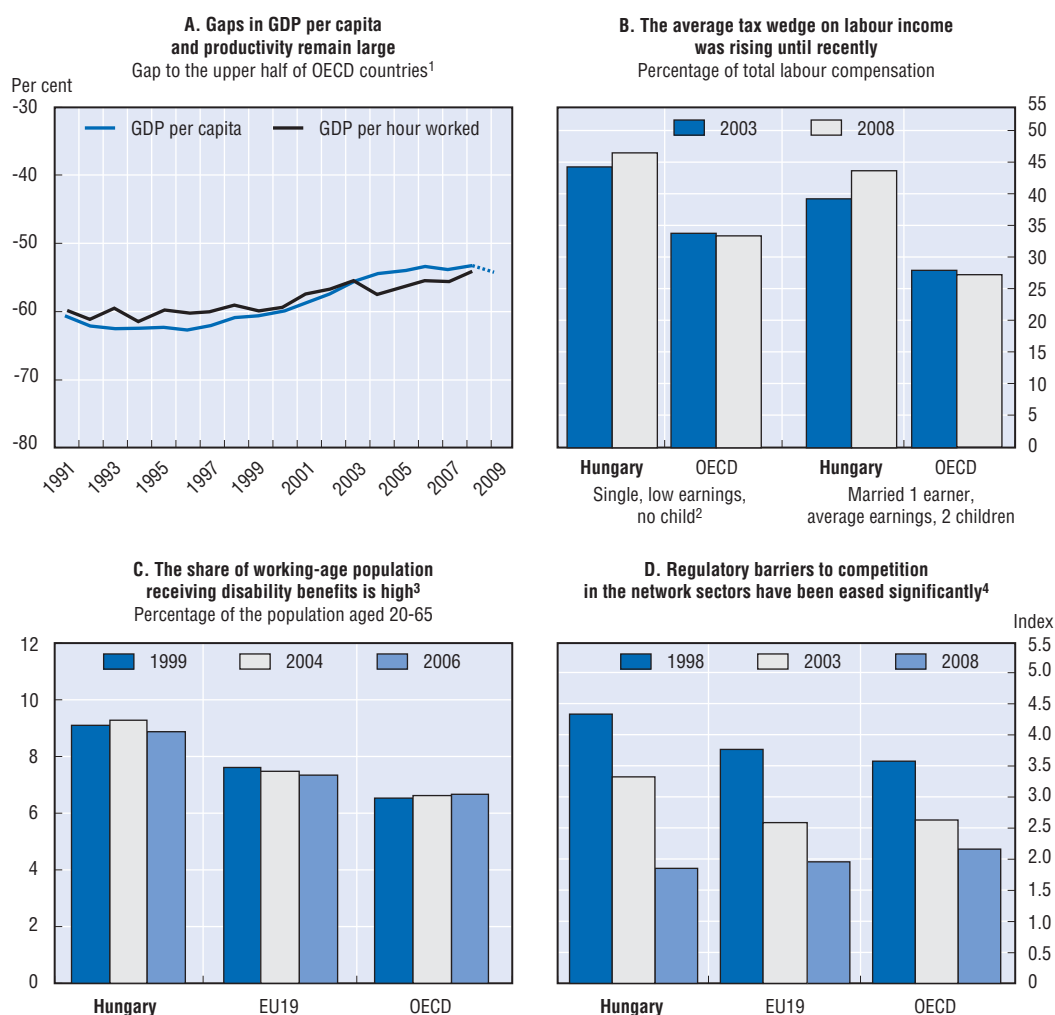 A. Gaps in GDP per capita
and productivity remain large
Gap to the upper half of OECD countries¹
Per cent
-30
-40
-50
-60
-70
-80
GDP per capita
GDP per hour worked
1991
1993
1995
1997
1999
2001
2003
2005
2007
2009
B. The average tax wedge on labour income
was rising until recently
Percentage of total labour compensation
2003
2008
55
50
45
40
35
30
25
20
15
10
5
0
Hungary
OECD
Hungary
OECD
Single, low earnings,
no child²
Married 1 earner,
average earnings, 2 children
C. The share of working-age population
receiving disability benefits is high³
Percentage of the population aged 20-65
12
10
8
6
4
2
0
1999
2004
2006
Hungary
EU19
OECD
D. Regulatory barriers to competition
in the network sectors have been eased significantly⁴
Index
1998
2003
2008
5.5
5.0
4.5
4.0
3.5
3.0
2.5
2.0
1.5
1.0
0.5
0
Hungary
EU19
OECD